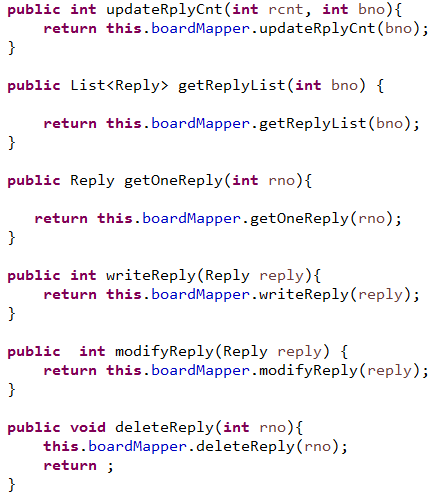 public int updateRplyCnt(int rcnt, int bno){
return this.boardMapper.updateRplyCnt(bno);
}
public List<Reply> getReplyList(int bno) {
return this.boardMapper.getReplyList(bno);
}
public Reply getOneReply(int rno){
return this.boardMapper.getOneReply(rno);
}
public int writeReply(Reply reply){
return this.boardMapper.writeReply(reply);
}
public  int modifyReply(Reply reply) {
return this.boardMapper.modifyReply(reply);
}
public void deleteReply(int rno){
this.boardMapper.deleteReply(rno);
return ;
}